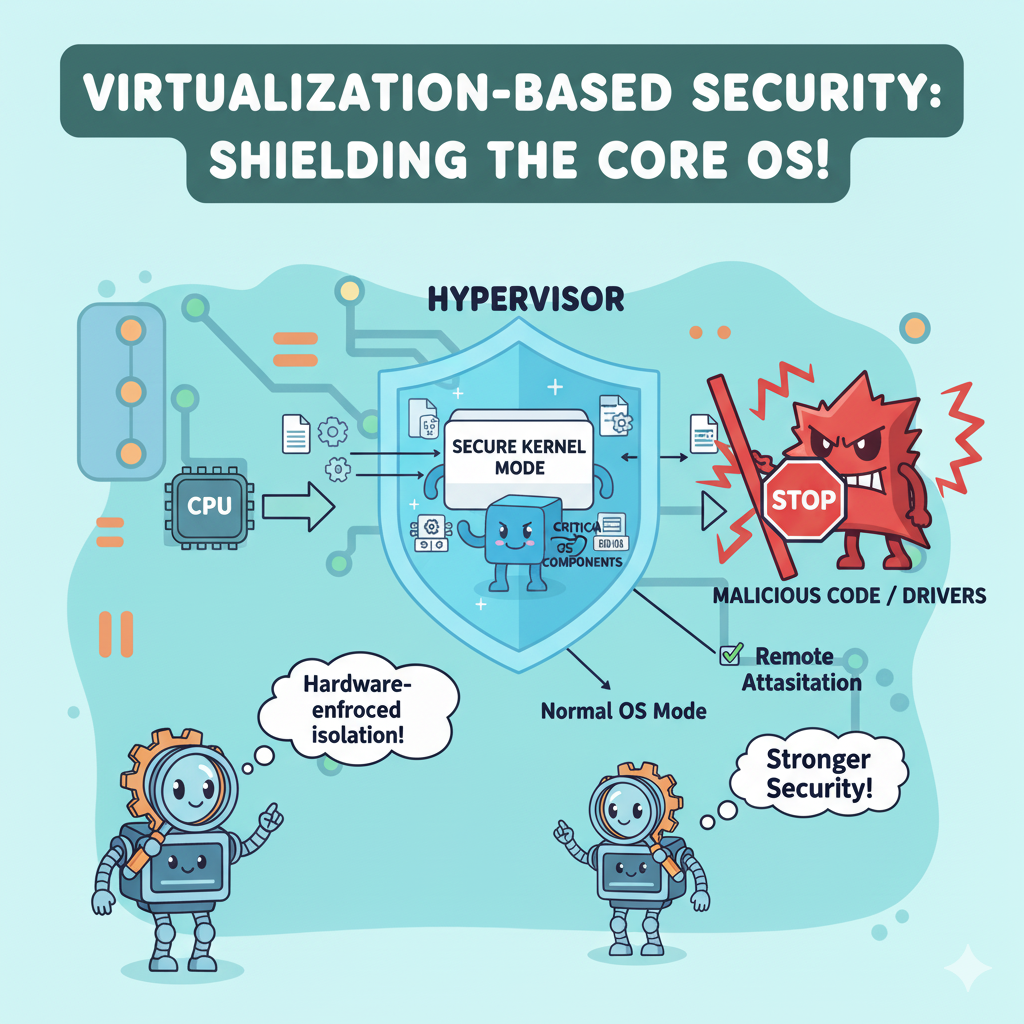 VIRTUALIZATION-BASED SECURITY:
SHIELDING THE CORE OS!
HYPERVISOR
SECURE KERNEL
MODE
CPU
CRITICA
OS
COMPONENTS
STOP
MALICIOUS CODE / DRIVERS
Remote
Attasitation
Normal OS Mode
Hardware-
enfroced
isolation!
Stronger
Security!